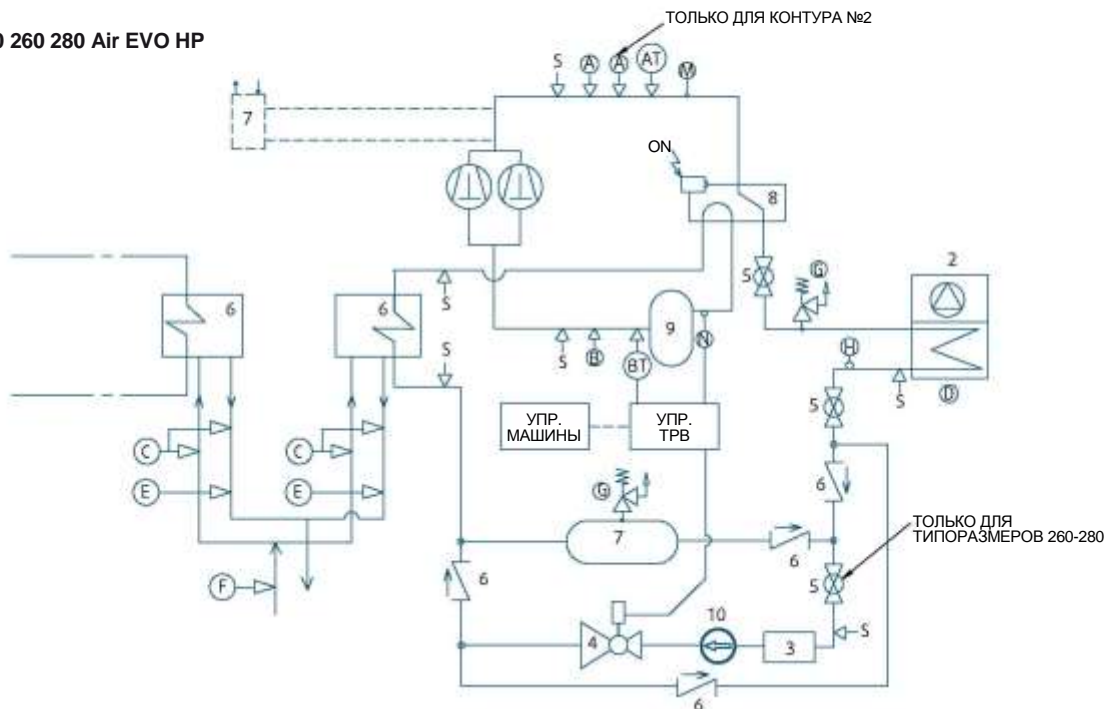 ТОЛЬКО ДЛЯ КОНТУРА №2
0 260 280 Air EVO HP
S A A AT M
7
ON
8
2
5 G
6 6
S
9
H
S B BT N
S
D
S
5
УПР. МАШИНЫ
УПР. ТРВ
C C
E E
G
6
ТОЛЬКО ДЛЯ
ТИПОРАЗМЕРОВ 260-280
7
6
5
6
F
10
S
4
3
6